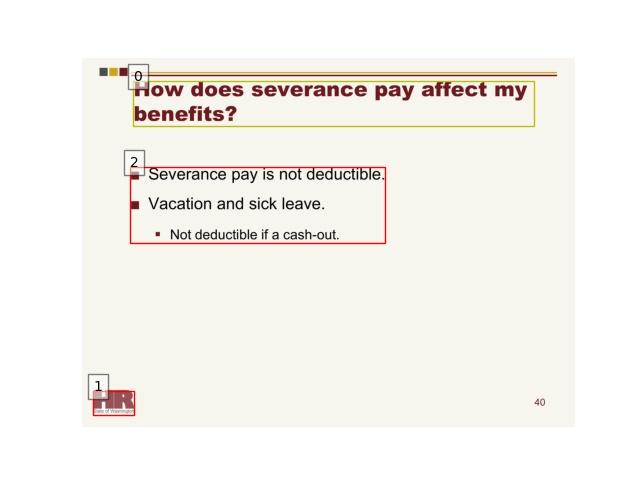 0
How does severance pay affect my
benefits?
2
Severance pay is not deductible.
Vacation and sick leave.
Not deductible if a cash-out.
1
HR
State of Washington
40